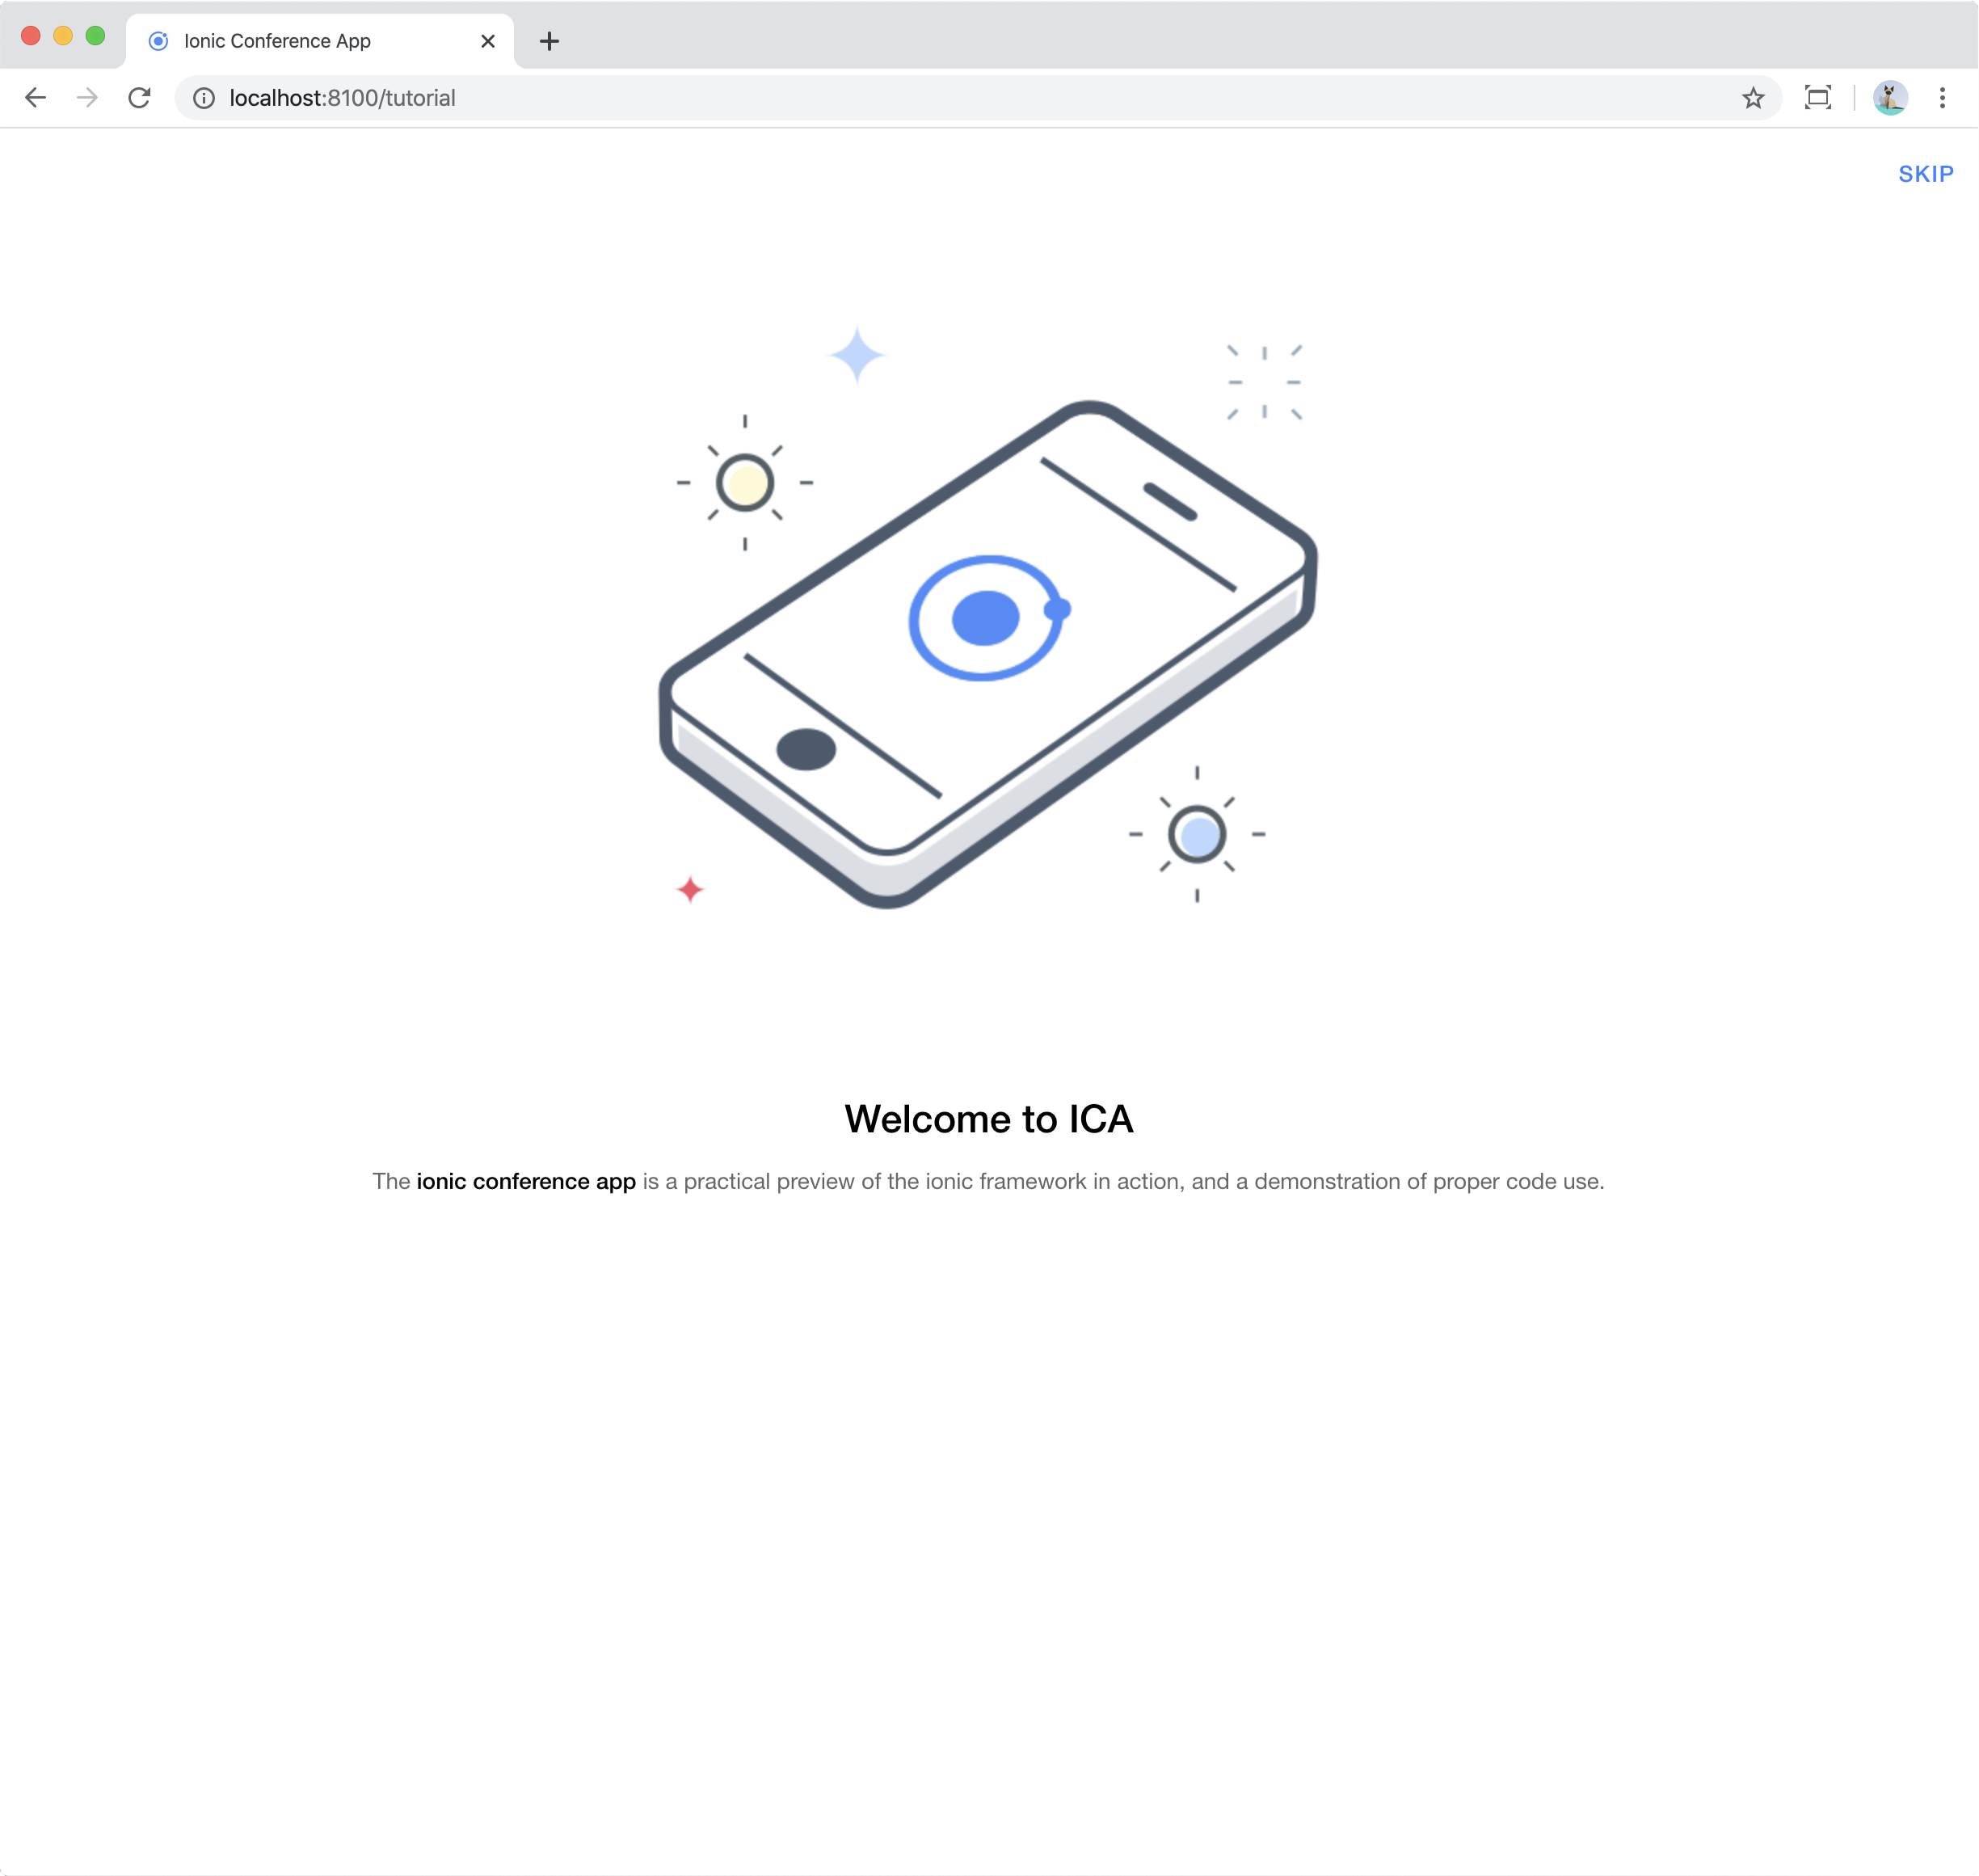 Ionic Conference App
localhost:8100/tutorial
SKIP
Welcome to ICA
The ionic conference app is a practical preview of the ionic framework in action, and a demonstration of proper code use.